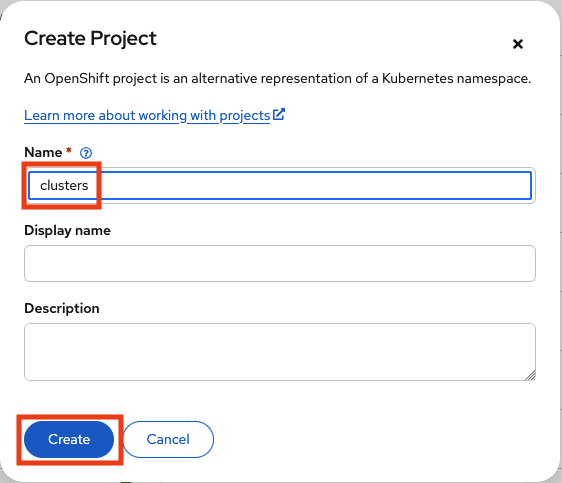 Create Project
An OpenShift project is an alternative representation of a Kubernetes namespace.
Learn more about working with projects
Name *
clusters
Display name
Description
Create Cancel